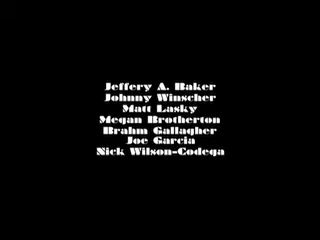 Jeffery A. Baker
Johnny Winscher
Matt Lasky
Megan Brotherton
Brahm Gallagher
Joe Garcia
Nick Wilson-Codega